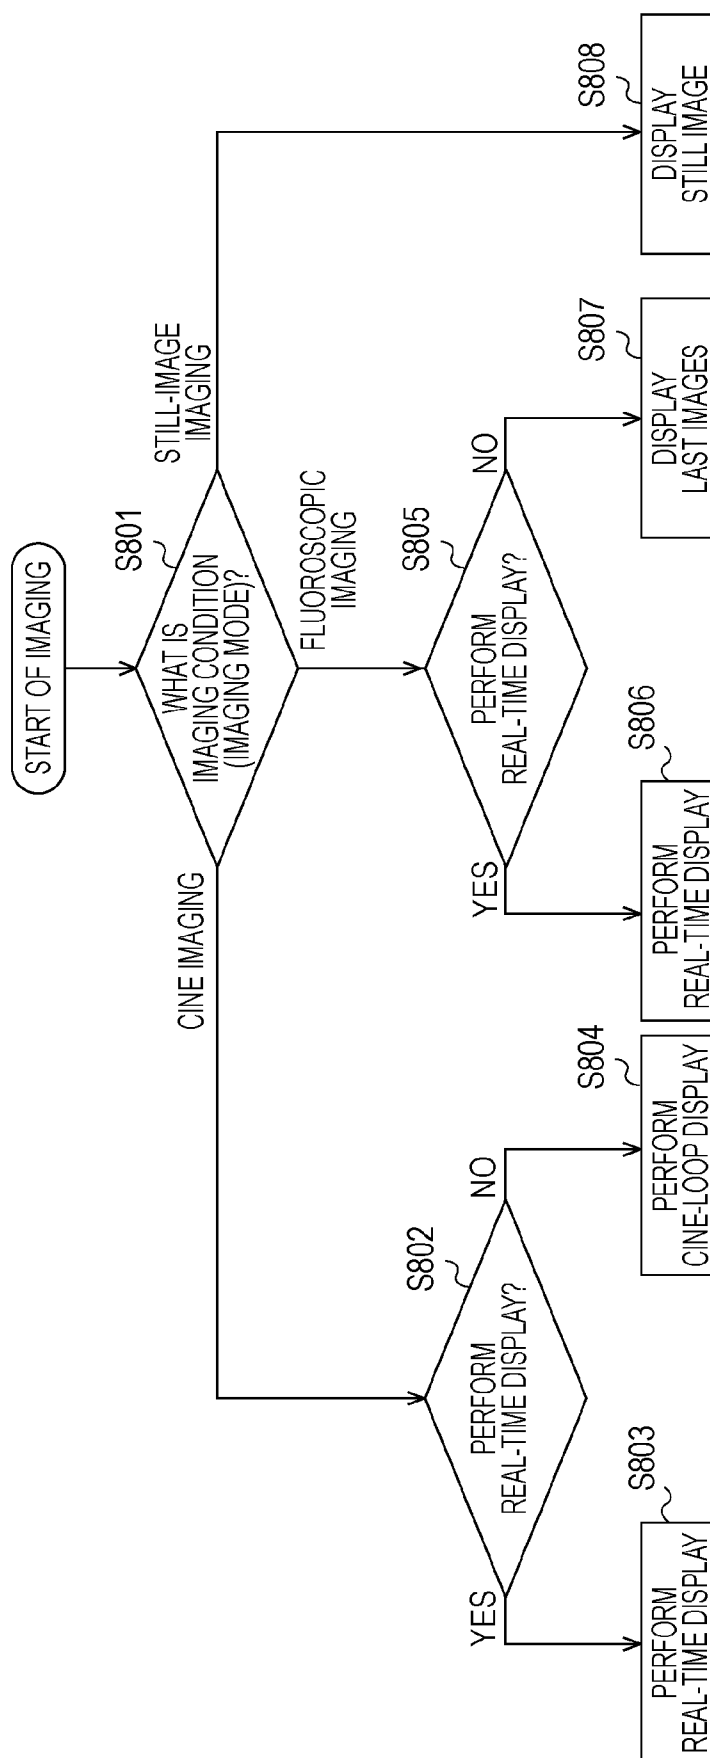 START OF IMAGING
S801
WHAT IS
IMAGING CONDITION
(IMAGING MODE)?
CINE IMAGING
FLUOROSCOPIC
IMAGING
STILL-IMAGE
IMAGING
S802
PERFORM
REAL-TIME DISPLAY?
YES
NO
S805
PERFORM
REAL-TIME DISPLAY?
YES
NO
S803
PERFORM
REAL-TIME DISPLAY
S804
PERFORM
CINE-LOOP DISPLAY
S806
PERFORM
REAL-TIME DISPLAY
S807
DISPLAY
LAST IMAGES
S808
DISPLAY
STILL IMAGE